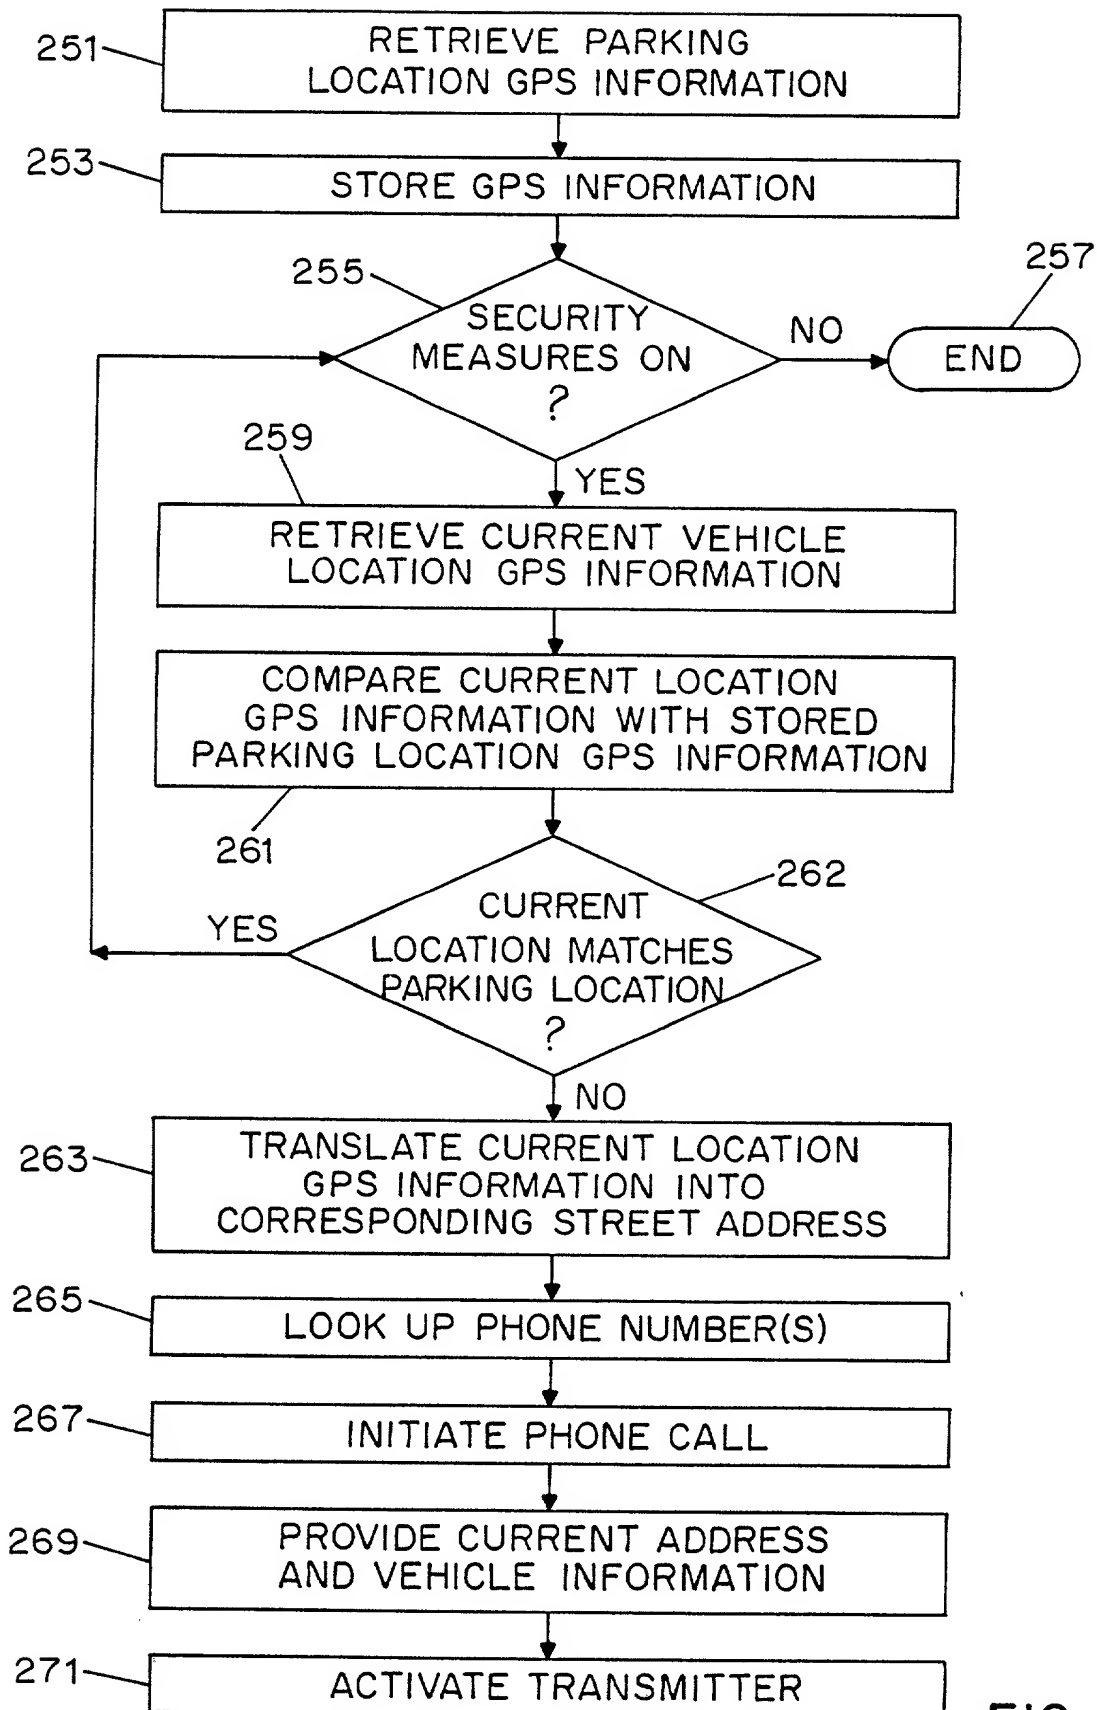 251
RETRIEVE PARKING
LOCATION GPS INFORMATION
253
STORE GPS INFORMATION
255
SECURITY
MEASURES ON
?
NO
257
END
YES
259
RETRIEVE CURRENT VEHICLE
LOCATION GPS INFORMATION
COMPARE CURRENT LOCATION
GPS INFORMATION WITH STORED
PARKING LOCATION GPS INFORMATION
261
262
CURRENT
LOCATION MATCHES
PARKING LOCATION
?
YES
NO
263
TRANSLATE CURRENT LOCATION
GPS INFORMATION INTO
CORRESPONDING STREET ADDRESS
265
LOOK UP PHONE NUMBER(S)
267
INITIATE PHONE CALL
269
PROVIDE CURRENT ADDRESS
AND VEHICLE INFORMATION
271
ACTIVATE TRANSMITTER